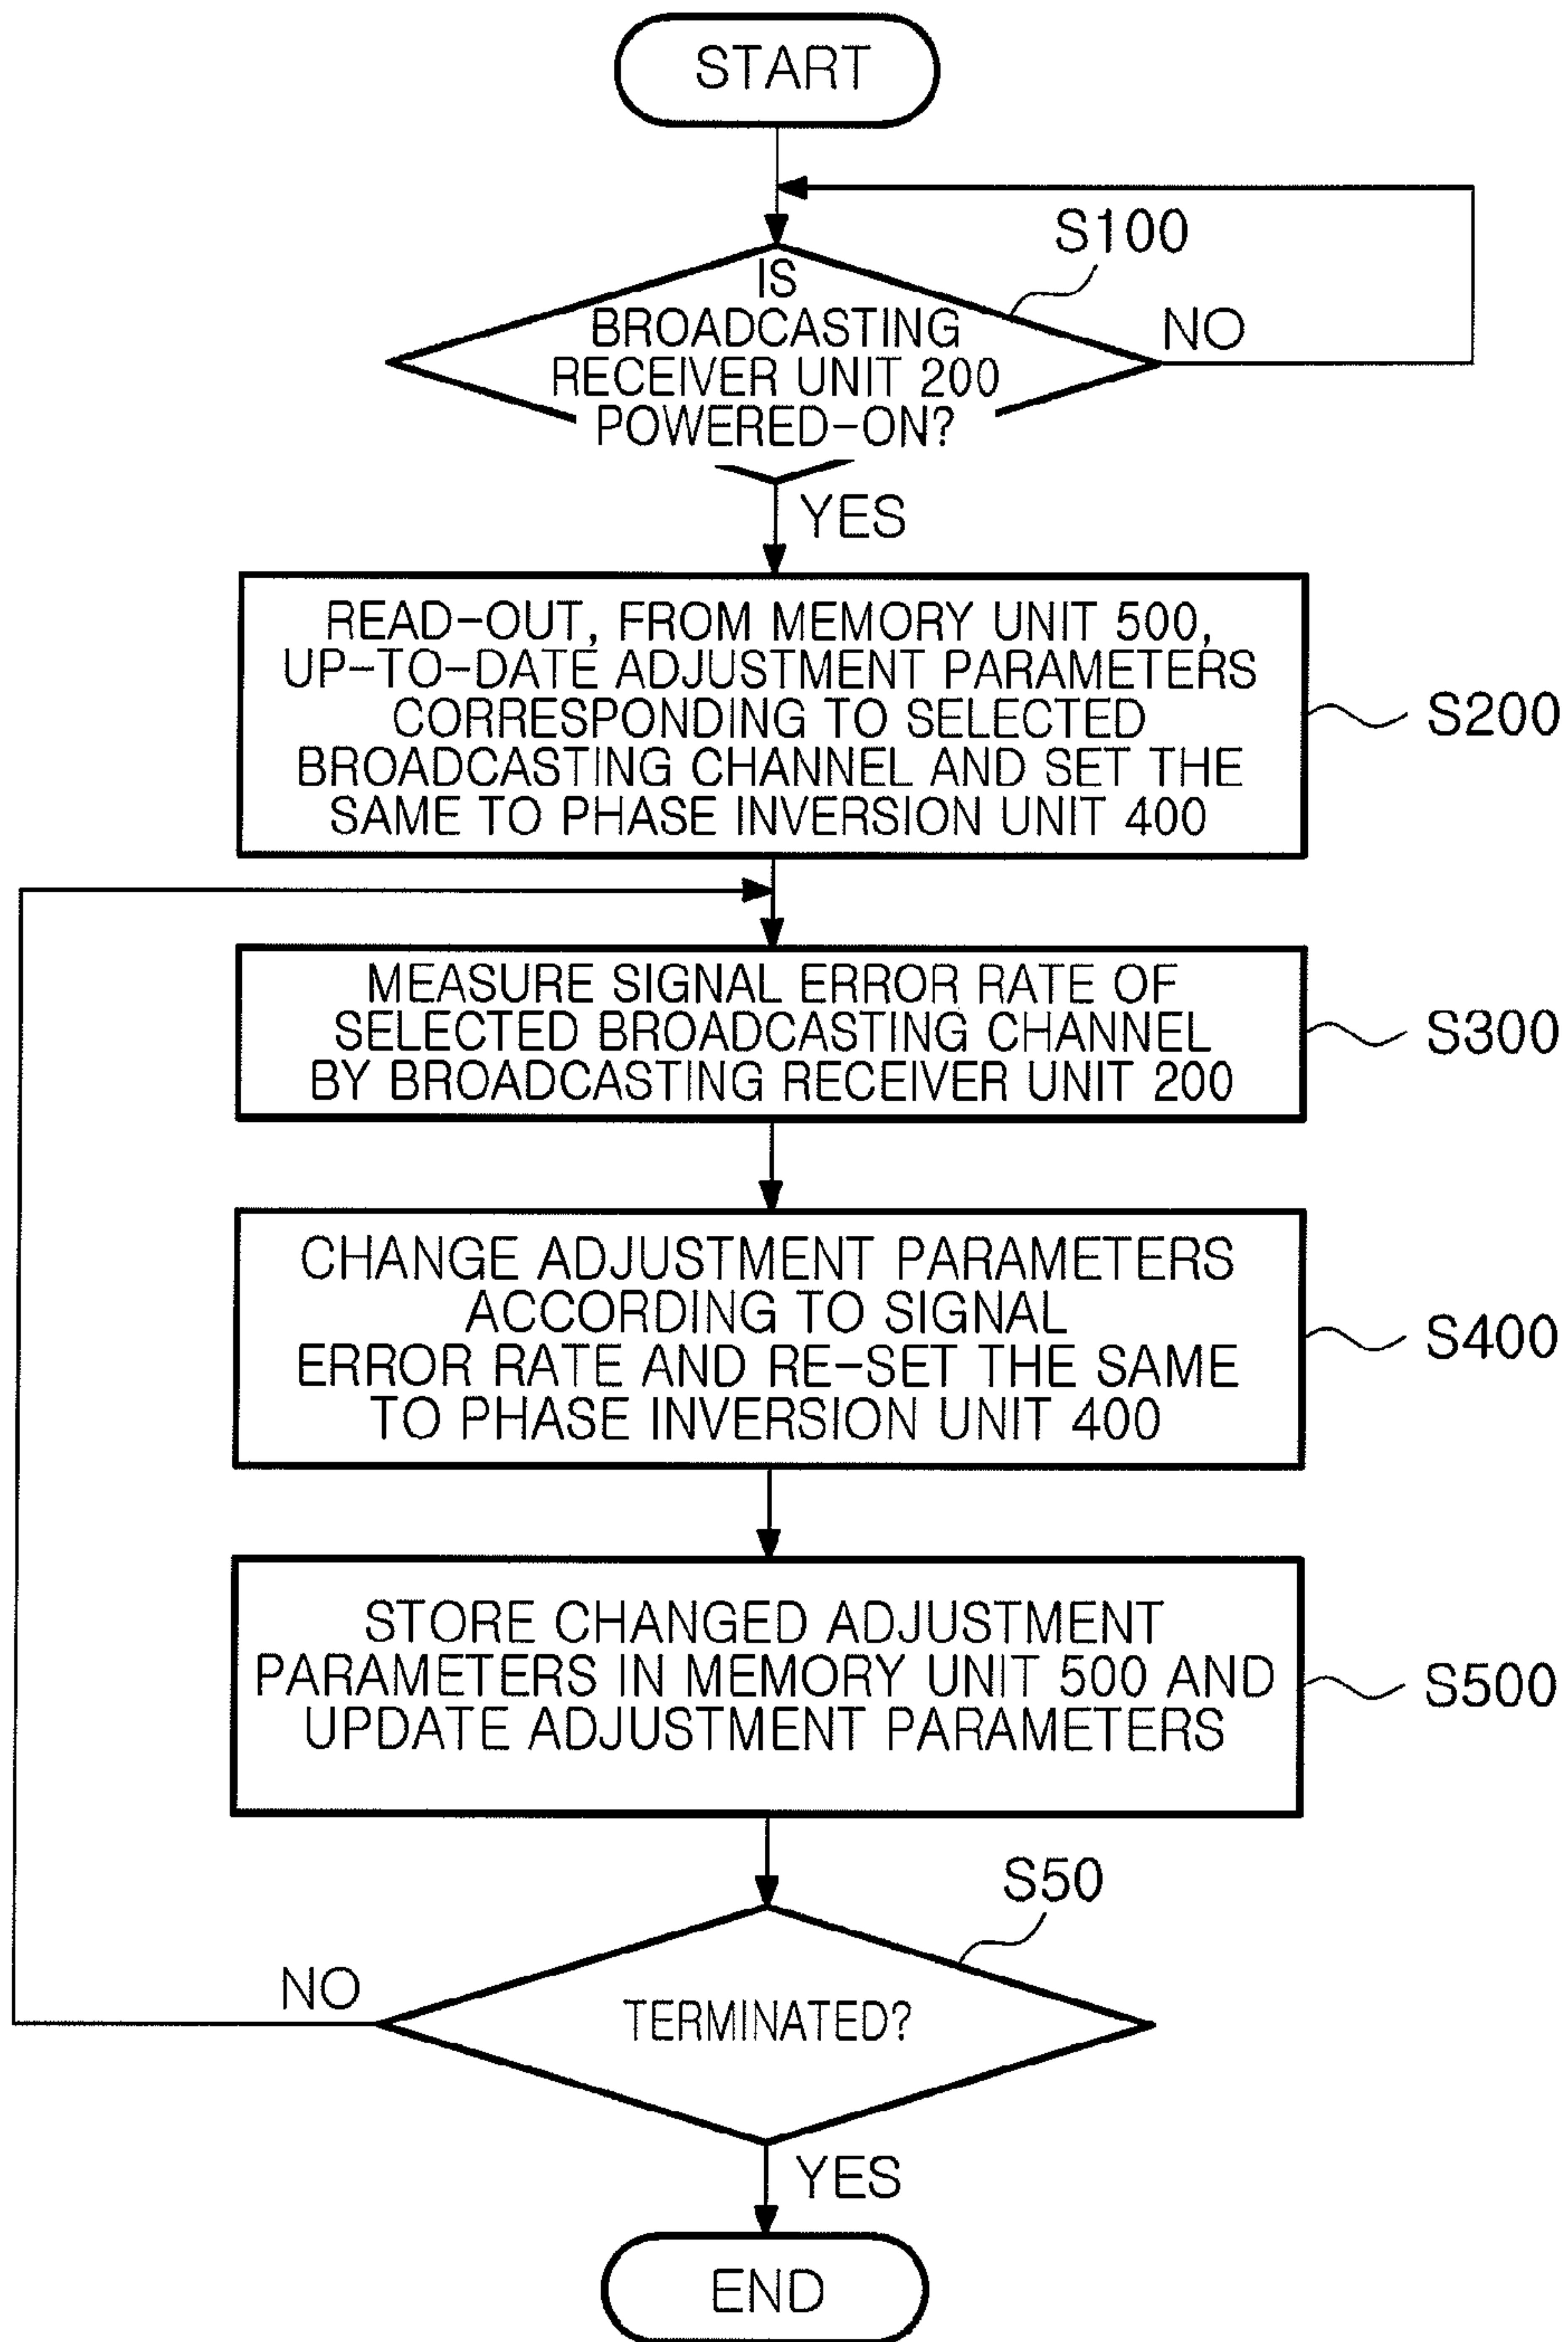 START
S100
IS
BROADCASTING
RECEIVER UNIT 200
POWERED-ON?
NO
YES
READ-OUT, FROM MEMORY UNIT 500,
UP-TO-DATE ADJUSTMENT PARAMETERS
CORRESPONDING TO SELECTED
BROADCASTING CHANNEL AND SET THE
SAME TO PHASE INVERSION UNIT 400
S200
MEASURE SIGNAL ERROR RATE OF
SELECTED BROADCASTING CHANNEL
BY BROADCASTING RECEIVER UNIT 200
S300
CHANGE ADJUSTMENT PARAMETERS
ACCORDING TO SIGNAL
ERROR RATE AND RE-SET THE SAME
TO PHASE INVERSION UNIT 400
S400
STORE CHANGED ADJUSTMENT
PARAMETERS IN MEMORY UNIT 500 AND
UPDATE ADJUSTMENT PARAMETERS
S500
S50
NO
TERMINATED?
YES
END